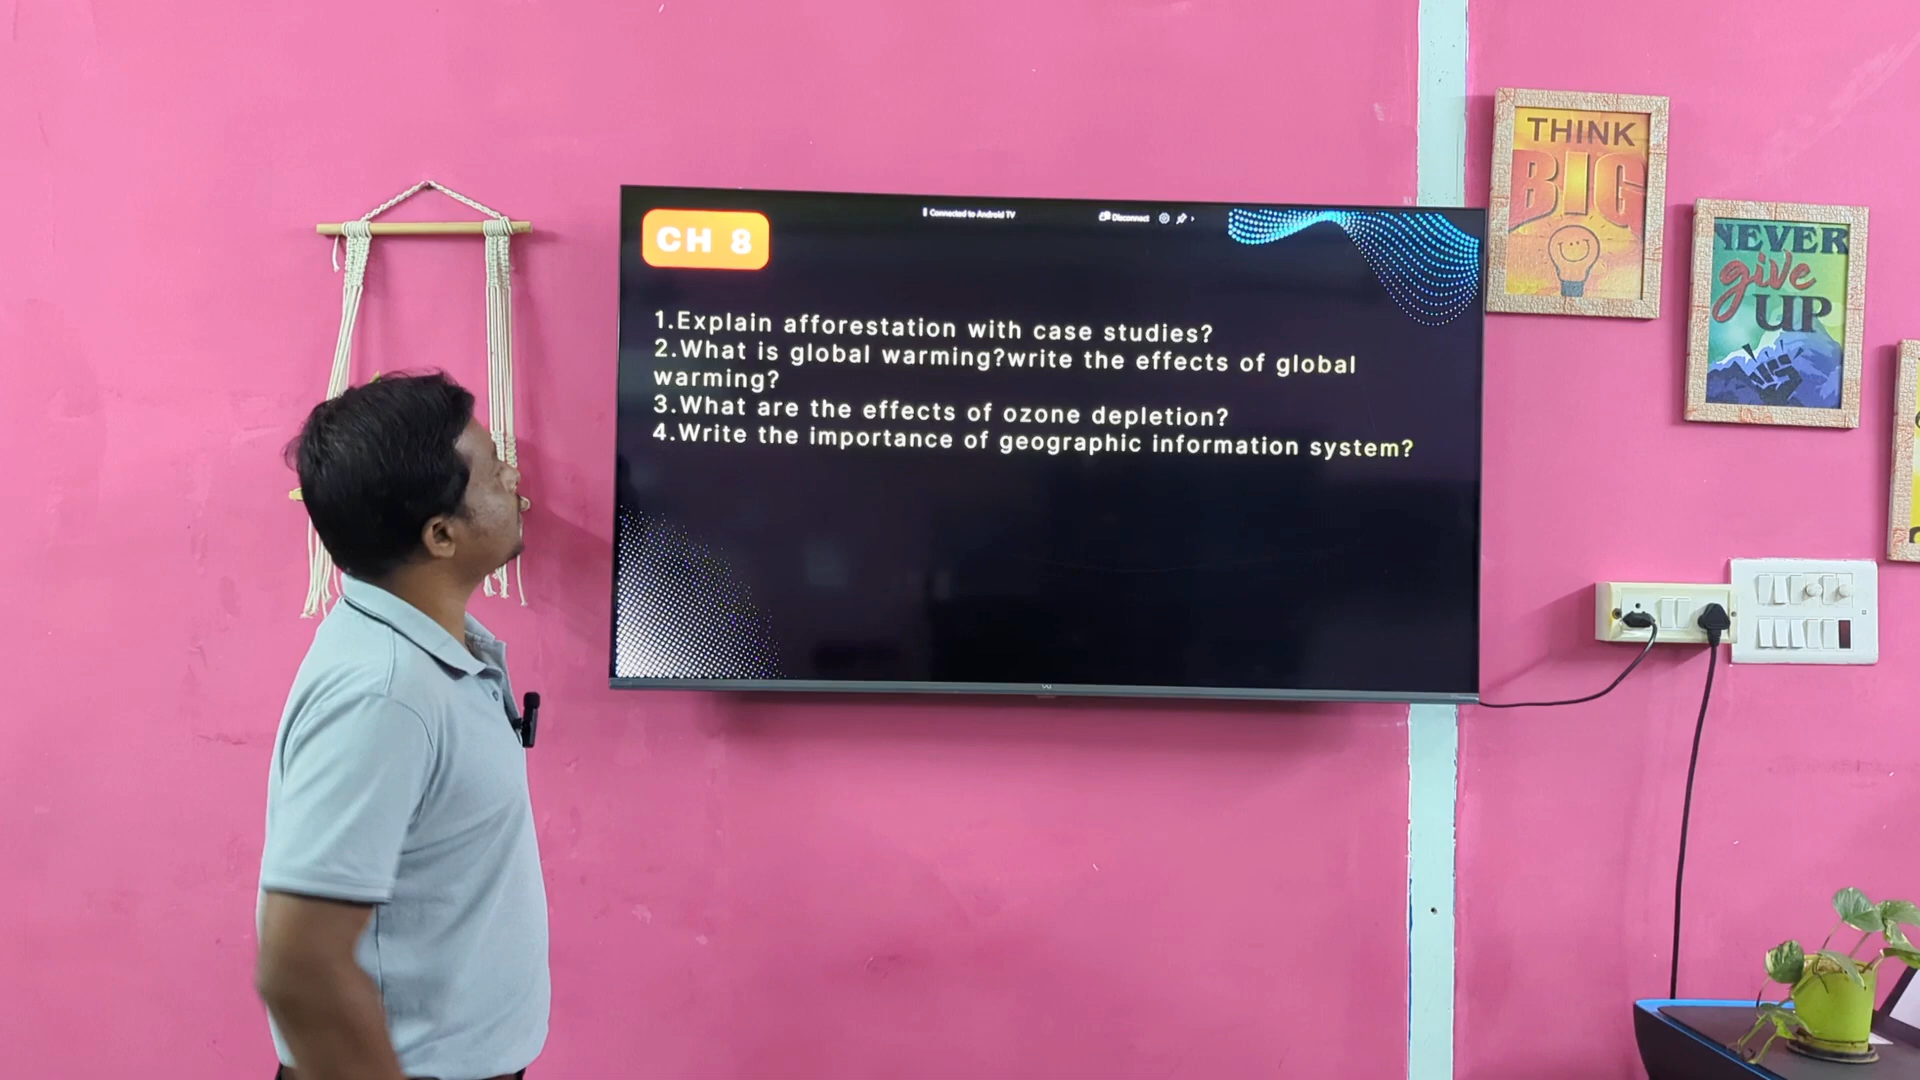 Connected to Android TV
Disconnect
CH 8
1.Explain afforestation with case studies?
2.What is global warming?write the effects of global
warming?
3.What are the effects of ozone depletion?
4.Write the importance of geographic information system?
THINK
BIG
NEVER
give
UP